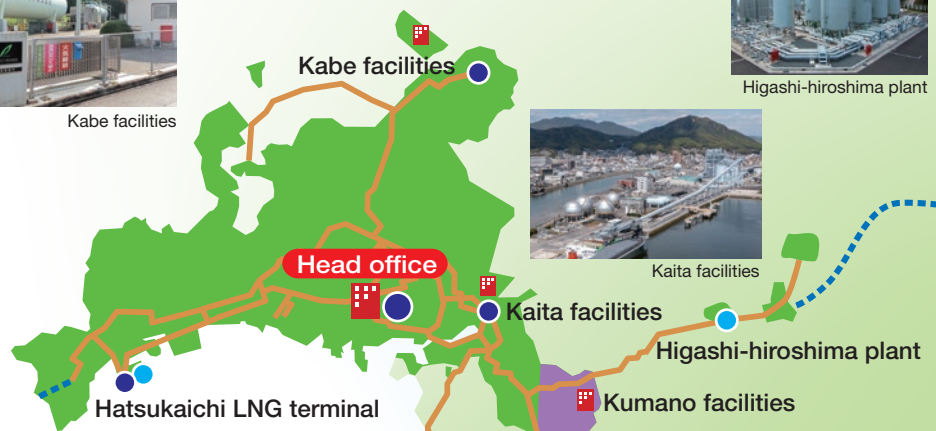 Kabe facilities
Higashi-hiroshima plant
Kabe facilities
Kaita facilities
Head office
Kaita facilities
Higashi-hiroshima plant
Hatsukaichi LNG terminal
Kumano facilities